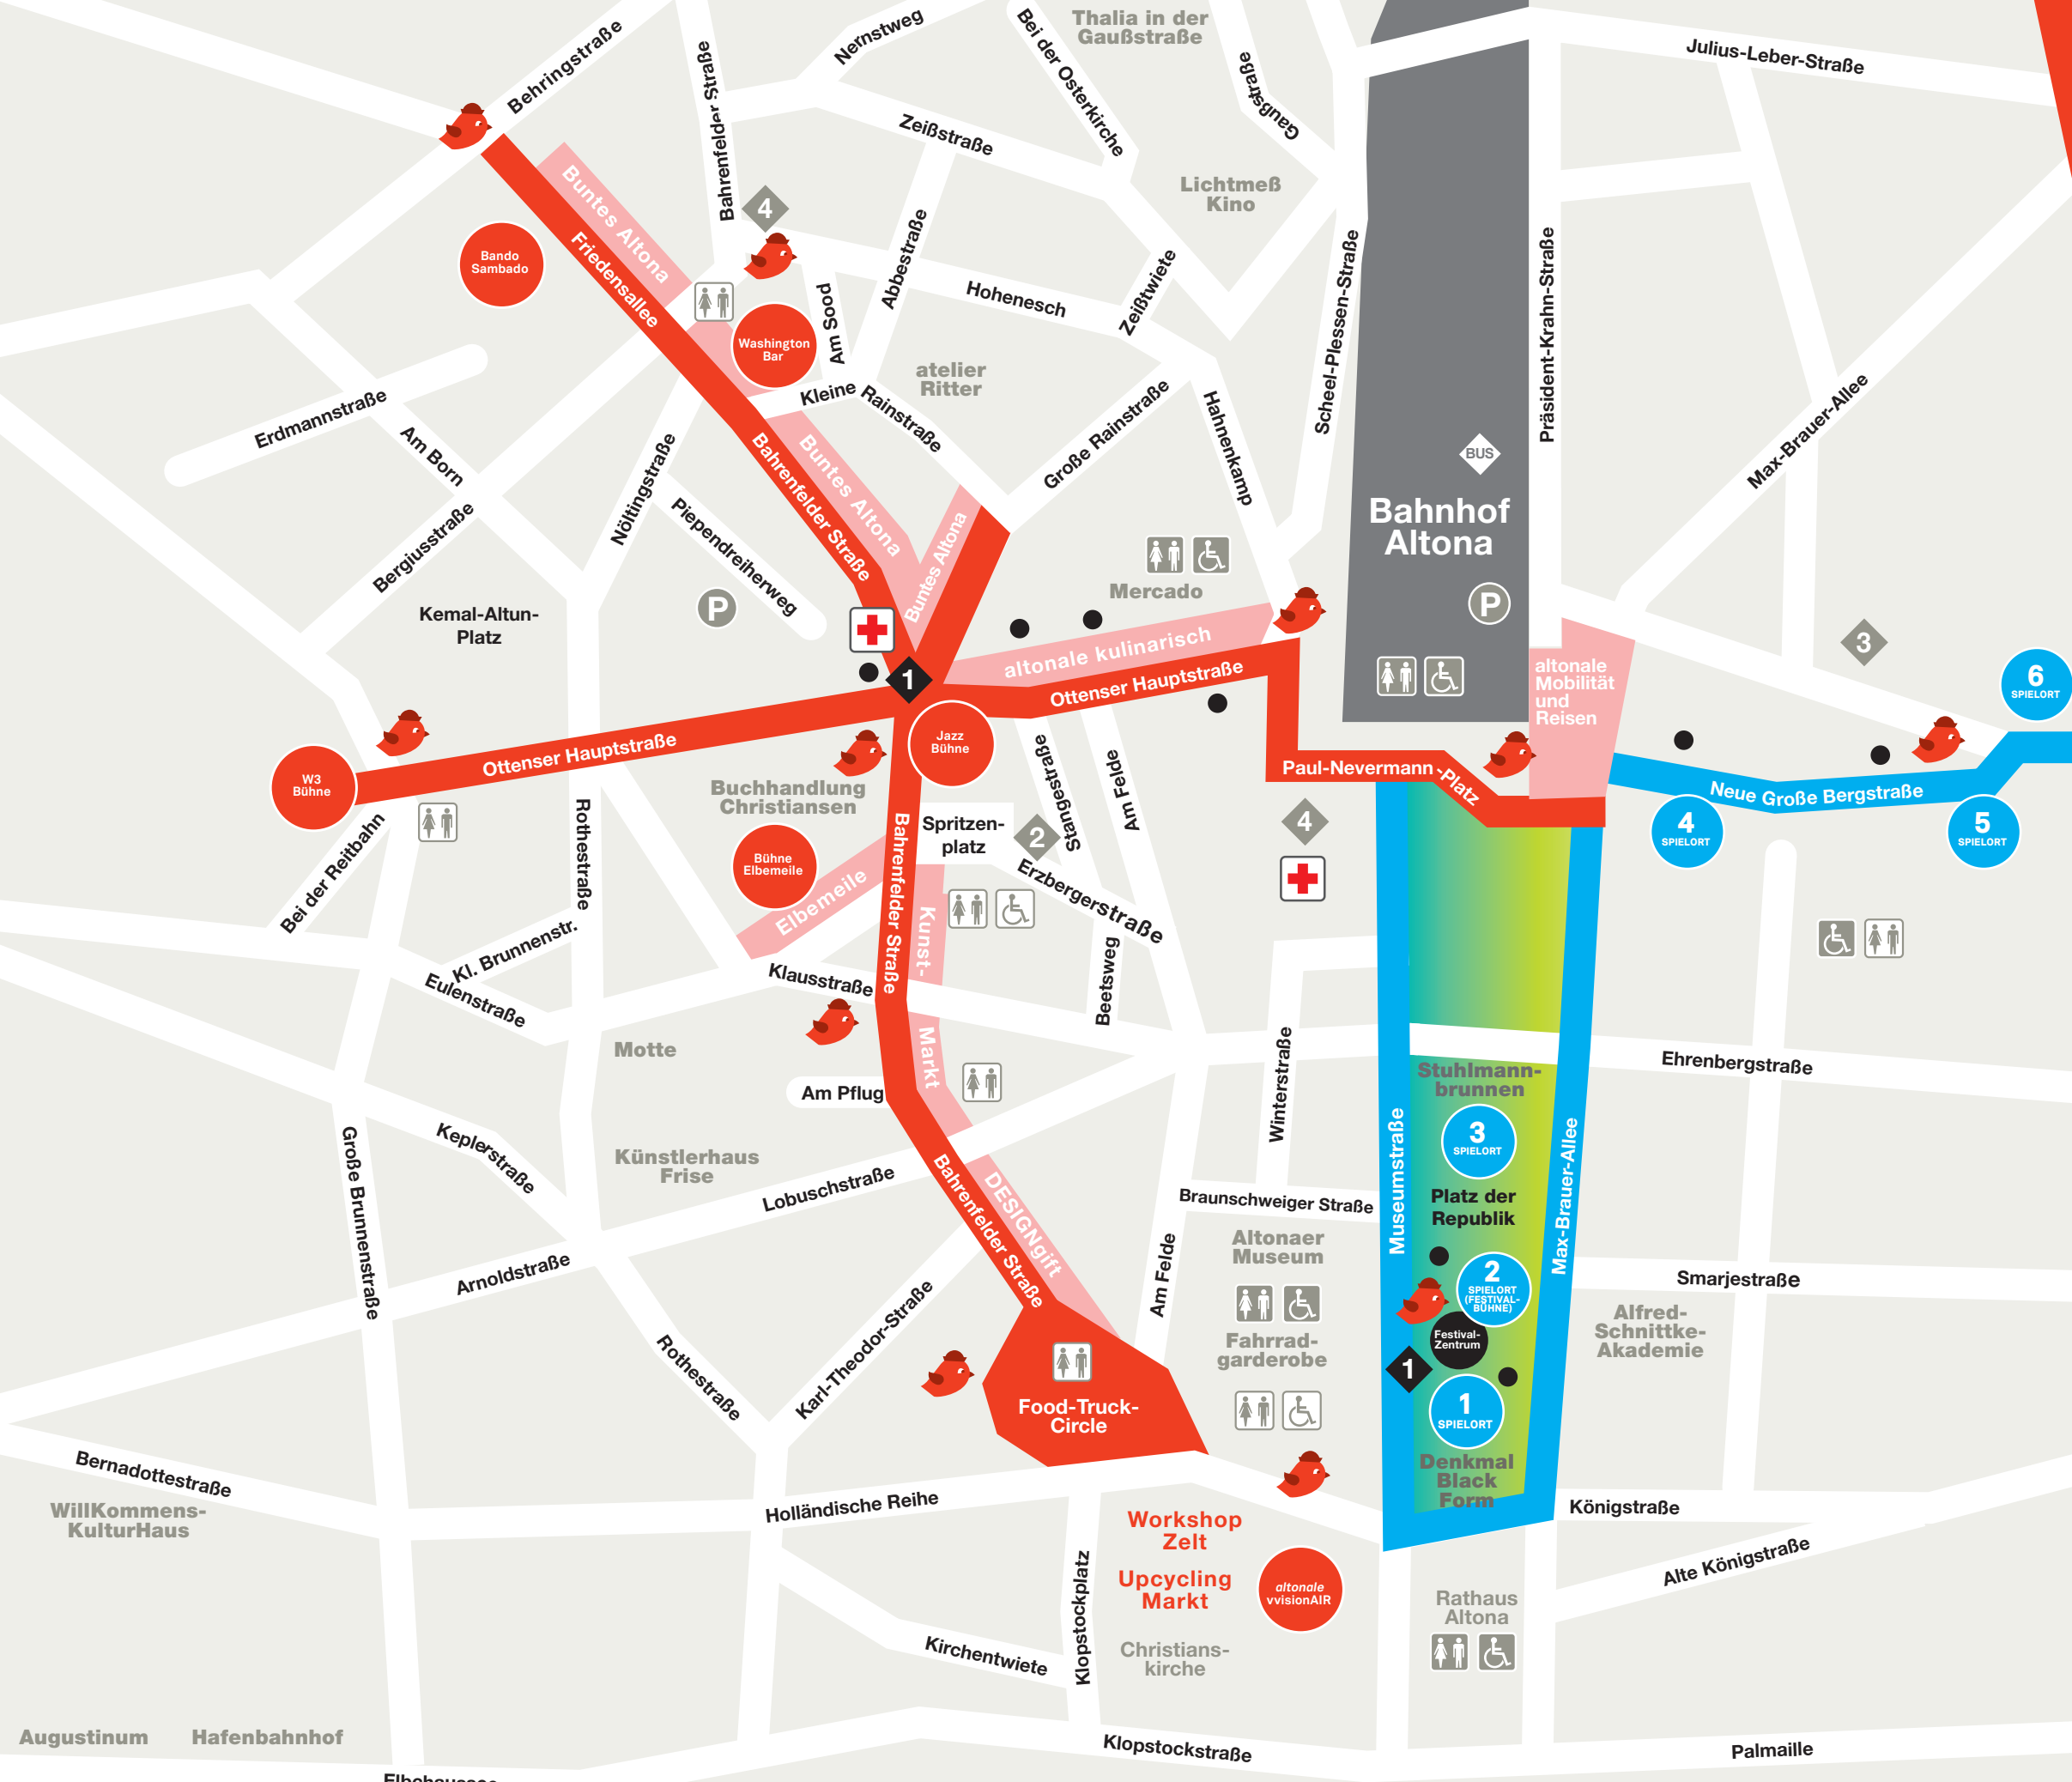 Thalia in der
Gaußstraße
Behringstraße
Bahrenfelder Straße
Nernstweg
Bei der Osterkirche
Gaußstraße
Julius-Leber-Straße
Zeißstraße
Lichtmeß
Kino
Buntes Altona
Friedensallee
4
Bando
Sambado
Washington
Bar
Am Sood
Abbestraße
Hohenesch
Zeißtwiete
Scheel-Plessen-Straße
Präsident-Krahn-Straße
Max-Brauer-Allee
atelier
Ritter
Kleine
Rainstraße
Große Rainstraße
Hahnenkamp
Erdmannstraße
Am Born
Nöltingstraße
Bergiusstraße
Piependreiherweg
Bahrenfelder Straße
Buntes Altona
Buntes Altona
BUS
Bahnhof
Altona
P
Kemal-Altun-
Platz
P
Mercado
altonale kulinarisch
Ottenser Hauptstraße
1
altonale
Mobilität
und
Reisen
3
6
SPIELORT
W3
Bühne
Ottenser Hauptstraße
Jazz
Bühne
Paul-Nevermann-Platz
Neue Große Bergstraße
4
SPIELORT
5
SPIELORT
Buchhandlung
Christiansen
Bühne
Elbemeile
Elbemeile
Bahrenfelder Straße
Spritzen-
platz
2
Stangestraße
Am Felde
Erzbergerstraße
4
Bei der Reitbahn
Rothestraße
Kl. Brunnenstr.
Eulenstraße
Klausstraße
Kunst-
Markt
Beetsweg
Winterstraße
Motte
Am Pflug
Ehrenbergstraße
Stuhlmann-
brunnen
3
SPIELORT
Künstlerhaus
Frise
Keplerstraße
Große Brunnenstraße
Lobuschstraße
Arnoldstraße
Bahrenfelder Straße
DESIGNgift
Braunschweiger Straße
Museumstraße
Platz der
Republik
Max-Brauer-Allee
Altonaer
Museum
Am Felde
Smarjestraße
2
SPIELORT
(FESTIVAL-
BÜHNE)
Festival-
Zentrum
1
Alfred-
Schnittke-
Akademie
Fahrrad-
garderobe
Karl-Theodor-Straße
Rothestraße
Food-Truck-
Circle
1
SPIELORT
Denkmal
Black
Form
Bernadottestraße
WillKommens-
KulturHaus
Holländische Reihe
Königstraße
Alte Königstraße
Workshop
Zelt
Upcycling
Markt
altonale
vvisionAIR
Klopstockplatz
Kirchentwiete
Christians-
kirche
Rathaus
Altona
Augustinum
Hafenbahnhof
Klopstockstraße
Palmaille